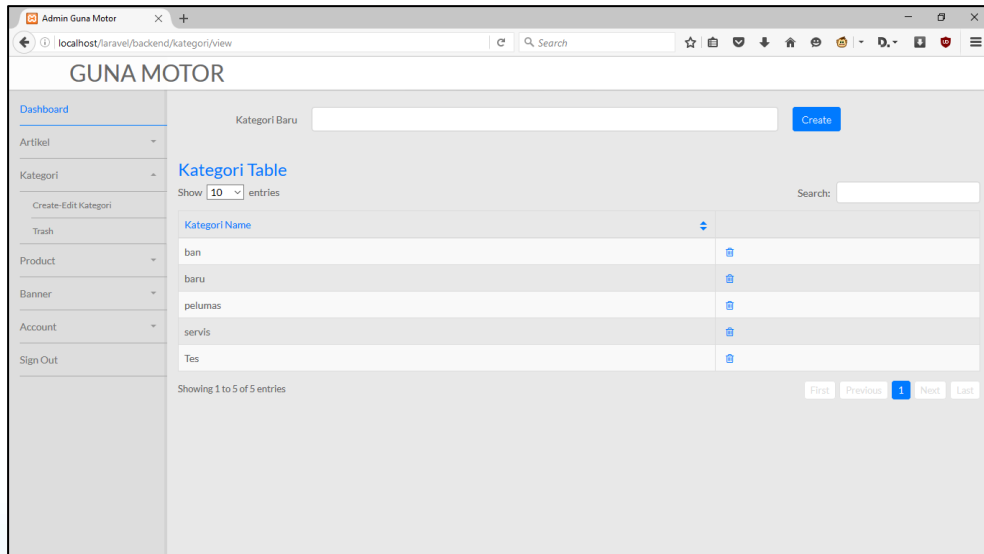 Admin Guna Motor
localhost/laravel/backend/kategori/view
Search
GUNA MOTOR
Dashboard
Artikel
Kategori
Create-Edit Kategori
Trash
Product
Banner
Account
Sign Out
Kategori Baru
Create
Kategori Table
Show 10 entries
Search:
Kategori Name
ban
baru
pelumas
servis
Tes
Showing 1 to 5 of 5 entries
First Previous 1 Next Last